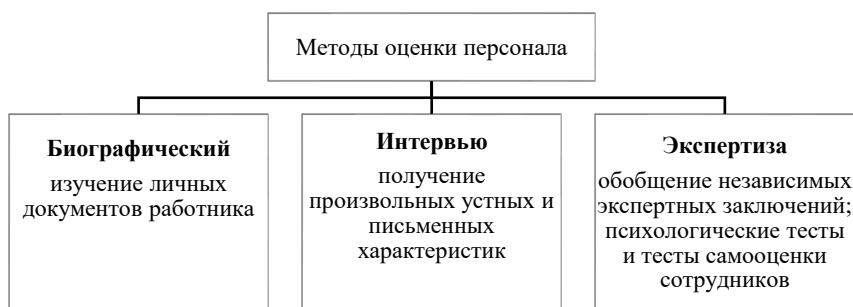 Методы оценки персонала
Биографический
изучение личных
документов работника
Интервью
получение
произвольных устных и
письменных
характеристик
Экспертиза
обобщение независимых
экспертных заключений;
психологические тесты
и тесты самооценки
сотрудников